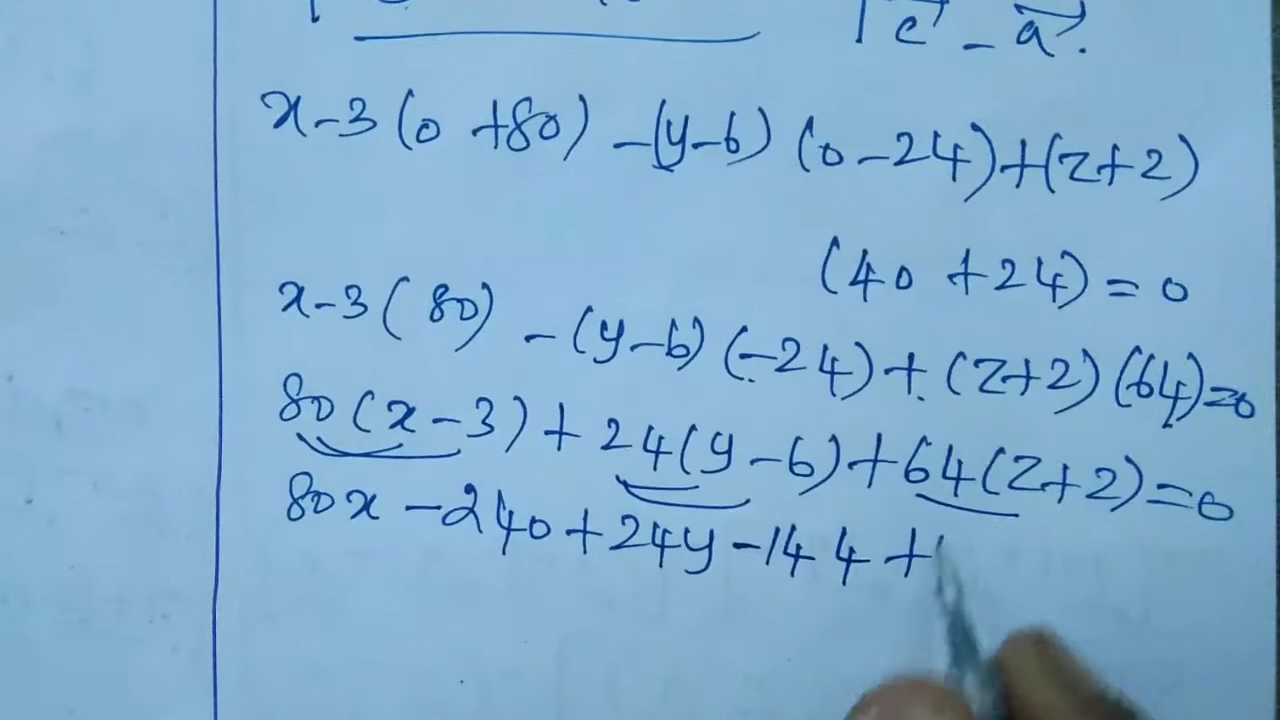 c⃗ - a⃗.
x-3(0 +80) -(y-6) (0-24)+(z+2)
(40 +24)=0
x-3(80) -(y-6)(-24)+(z+2)(64)=0
80(x-3)+24(y-6)+64(z+2)=0
80x-240+24y-144+